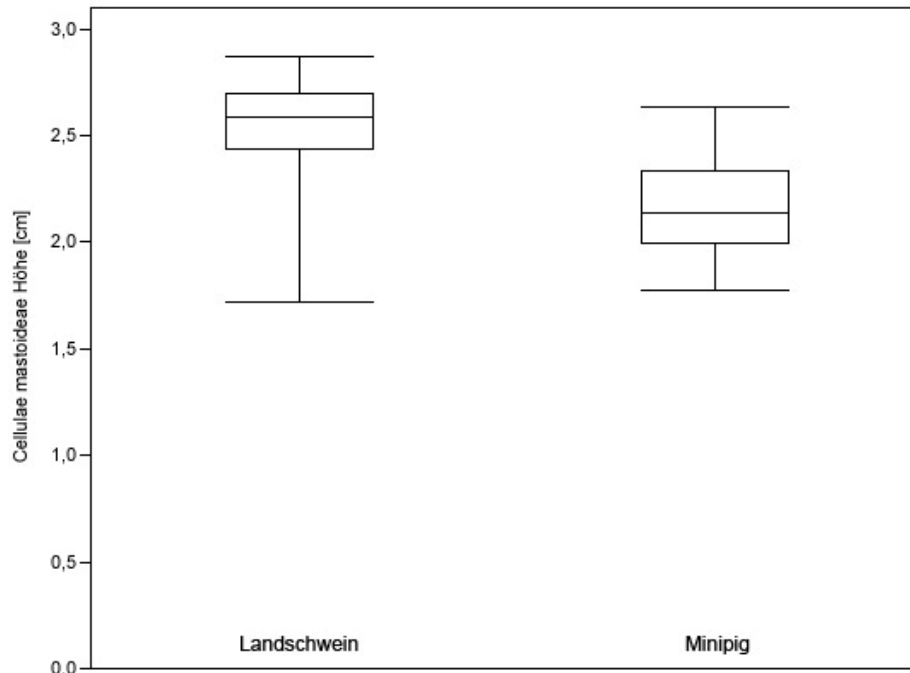 3,0
2,5
2,0
1,5
1,0
0,5
0,0
Cellulae mastoideae Höhe [cm]
Landschwein
Minipig